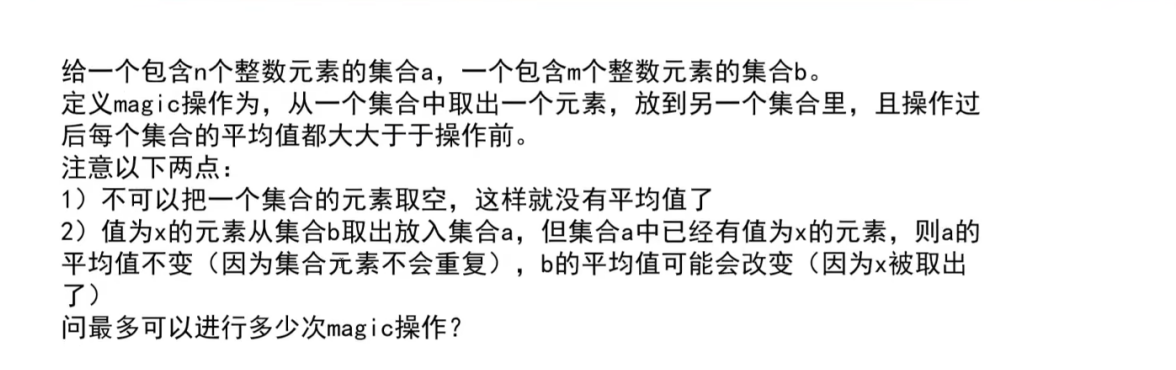 给一个包含n个整数元素的集合a，一个包含m个整数元素的集合b。
定义magic操作为，从一个集合中取出一个元素，放到另一个集合里，且操作过
后每个集合的平均值都大大于于操作前。
注意以下两点：
1）不可以把一个集合的元素取空，这样就没有平均值了
2）值为x的元素从集合b取出放入集合a，但集合a中已经有值为x的元素，则a的
平均值不变（因为集合元素不会重复），b的平均值可能会改变（因为x被取出
了）
问最多可以进行多少次magic操作？